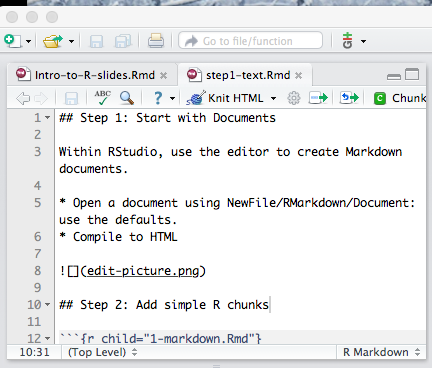 Go to file/function
Intro-to-R-slides.Rmd × step1-text.Rmd ×
ABC ? Knit HTML C Chunk
1 ## Step 1: Start with Documents
2
3 Within RStudio, use the editor to create Markdown
documents.
4
5 * Open a document using NewFile/RMarkdown/Document:
use the defaults.
6 * Compile to HTML
7
8 ![](edit-picture.png)
9
10 ## Step 2: Add simple R chunks
11
12 ```{r child="1-markdown.Rmd"}
10:31 (Top Level) R Markdown